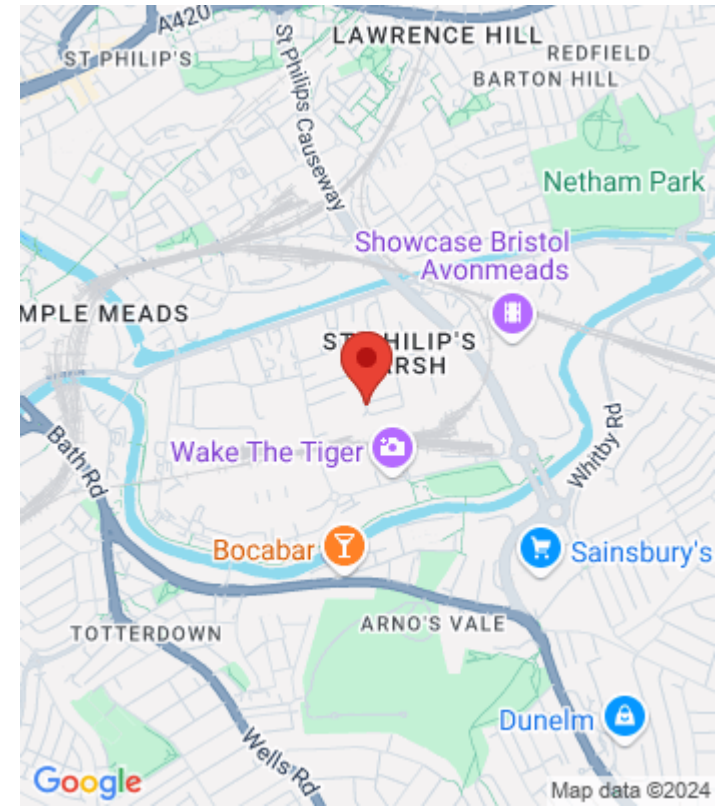 A420
ST PHILIP'S
St Philips Causeway
LAWRENCE HILL
REDFIELD
BARTON HILL
Netham Park
Showcase Bristol
Avonmeads
MPLE MEADS
ST HILIP'S
ARSH
Wake The Tiger
Bath Rd
Whitby Rd
Bocabar
Sainsbury's
TOTTERDOWN
ARNO'S VALE
Dunelm
Wells Rd
Google
Map data ©2024